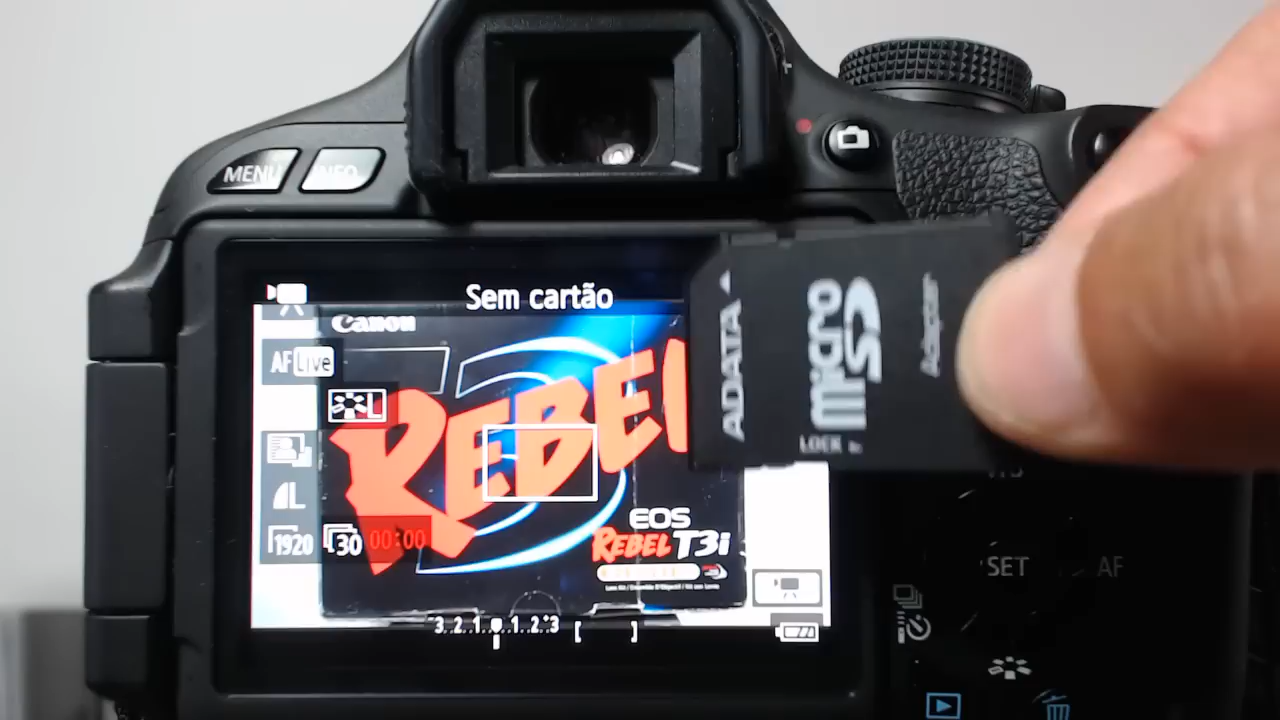 MENU
INFO
Sem cartão
Canon
AF Live
REBEL
L
L
1920
30
00:00
EOS
REBEL T3i
3..2..1..0..1..2..3
[ ]
ADATA
micro
SD
Adapter
LOCK
SET
AF